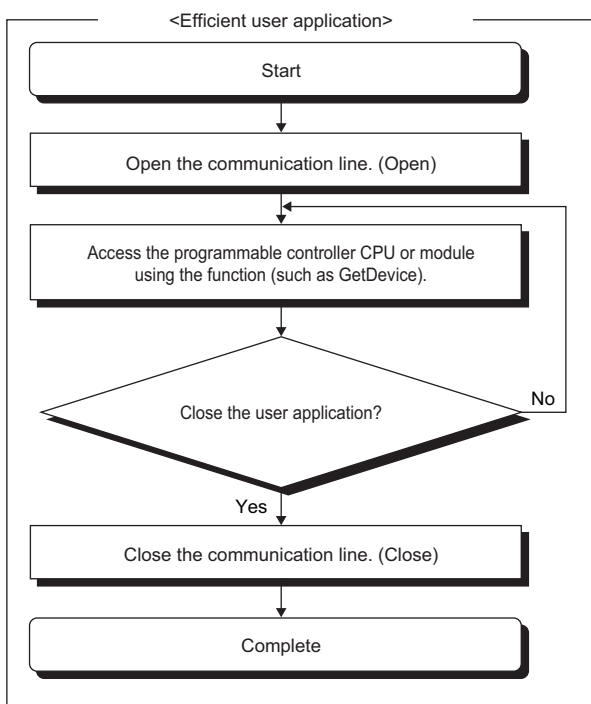 <Efficient user application>
Start
Open the communication line. (Open)
Access the programmable controller CPU or module
using the function (such as GetDevice).
Close the user application?
No
Yes
Close the communication line. (Close)
Complete